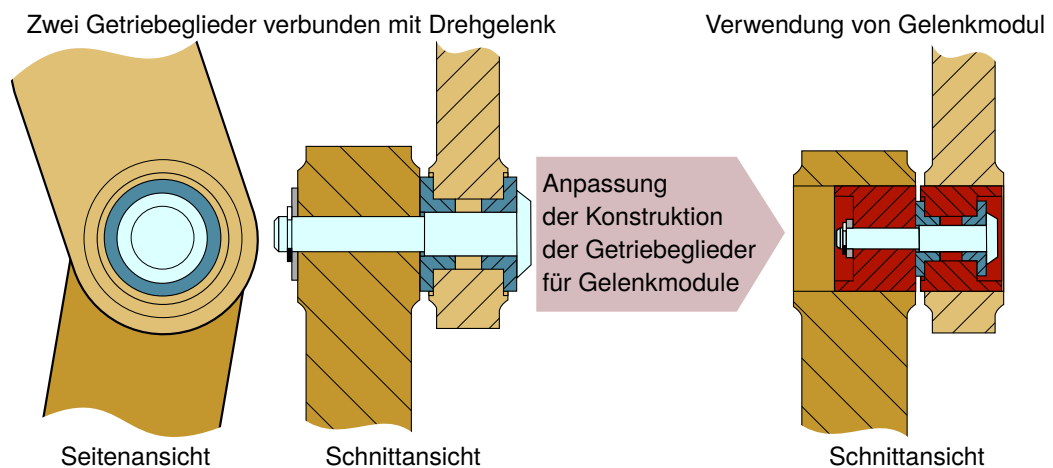 Zwei Getriebeglieder verbunden mit Drehgelenk
Verwendung von Gelenkmodul
Anpassung
der Konstruktion
der Getriebeglieder
für Gelenkmodule
Seitenansicht
Schnittansicht
Schnittansicht